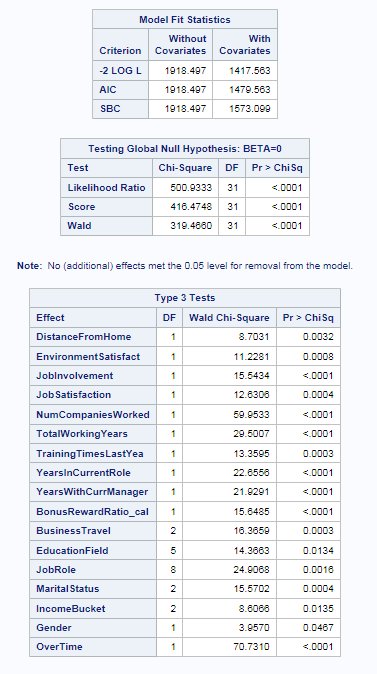 Model Fit Statistics
Criterion Without Covariates With Covariates
-2 LOG L 1918.497 1417.563
AIC 1918.497 1479.563
SBC 1918.497 1573.099
Testing Global Null Hypothesis: BETA=0
Test Chi-Square DF Pr > ChiSq
Likelihood Ratio 500.9333 31 <.0001
Score 416.4748 31 <.0001
Wald 319.4660 31 <.0001
Note: No (additional) effects met the 0.05 level for removal from the model.
Type 3 Tests
Effect DF Wald Chi-Square Pr > ChiSq
DistanceFromHome 1 8.7031 0.0032
EnvironmentSatisfact 1 11.2281 0.0008
JobInvolvement 1 15.5434 <.0001
JobSatisfaction 1 12.6306 0.0004
NumCompaniesWorked 1 59.9533 <.0001
TotalWorkingYears 1 29.5007 <.0001
TrainingTimesLastYea 1 13.3595 0.0003
YearsInCurrentRole 1 22.6556 <.0001
YearsWithCurrManager 1 21.9291 <.0001
BonusRewardRatio_cal 1 15.6485 <.0001
BusinessTravel 2 16.3659 0.0003
EducationField 5 14.3663 0.0134
JobRole 8 24.9068 0.0016
MaritalStatus 2 15.5702 0.0004
IncomeBucket 2 8.6066 0.0135
Gender 1 3.9570 0.0467
OverTime 1 70.7310 <.0001